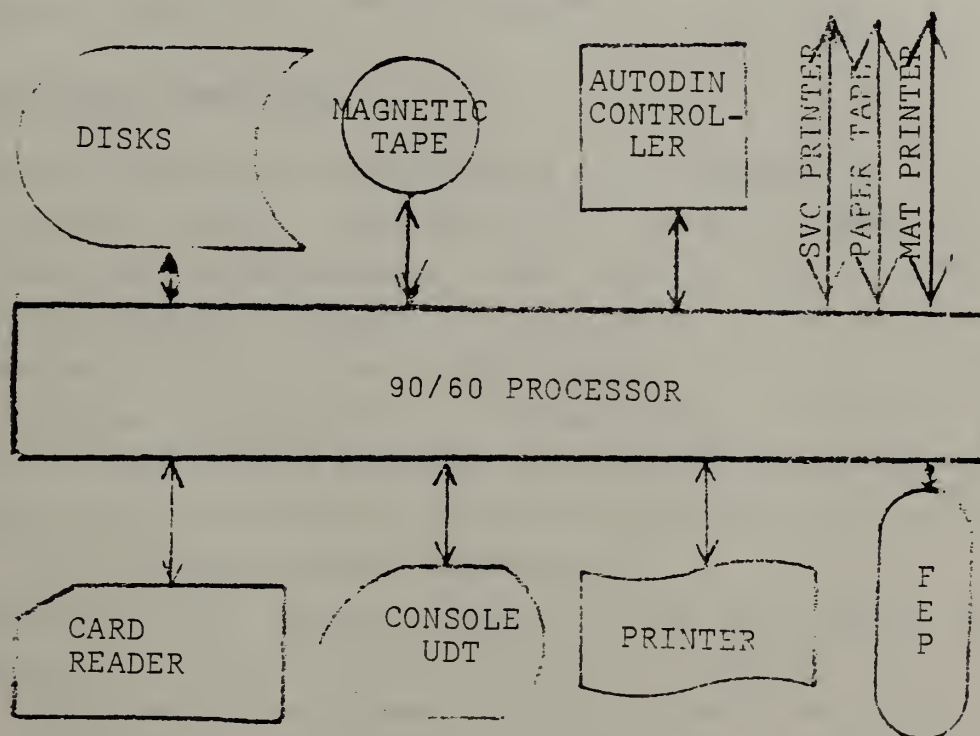 DISKS
MAGNETIC
TAPE
AUTODIN
CONTROL-
LER
SVC PRINTER
PAPER TAPE
MAT PRINTER
90/60 PROCESSOR
CARD
READER
CONSOLE
UDT
PRINTER
F
E
P